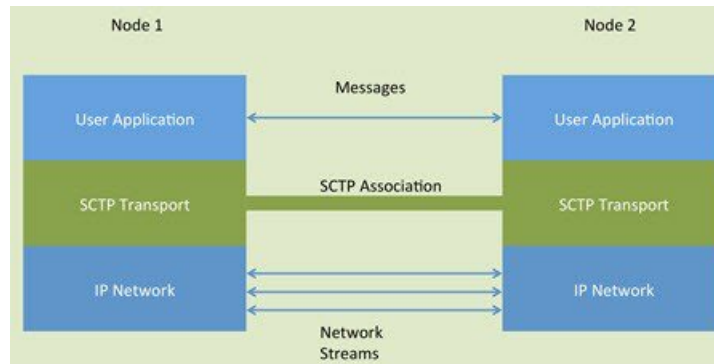 Node 1
Node 2
Messages
User Application
User Application
SCTP Association
SCTP Transport
SCTP Transport
IP Network
IP Network
Network
Streams